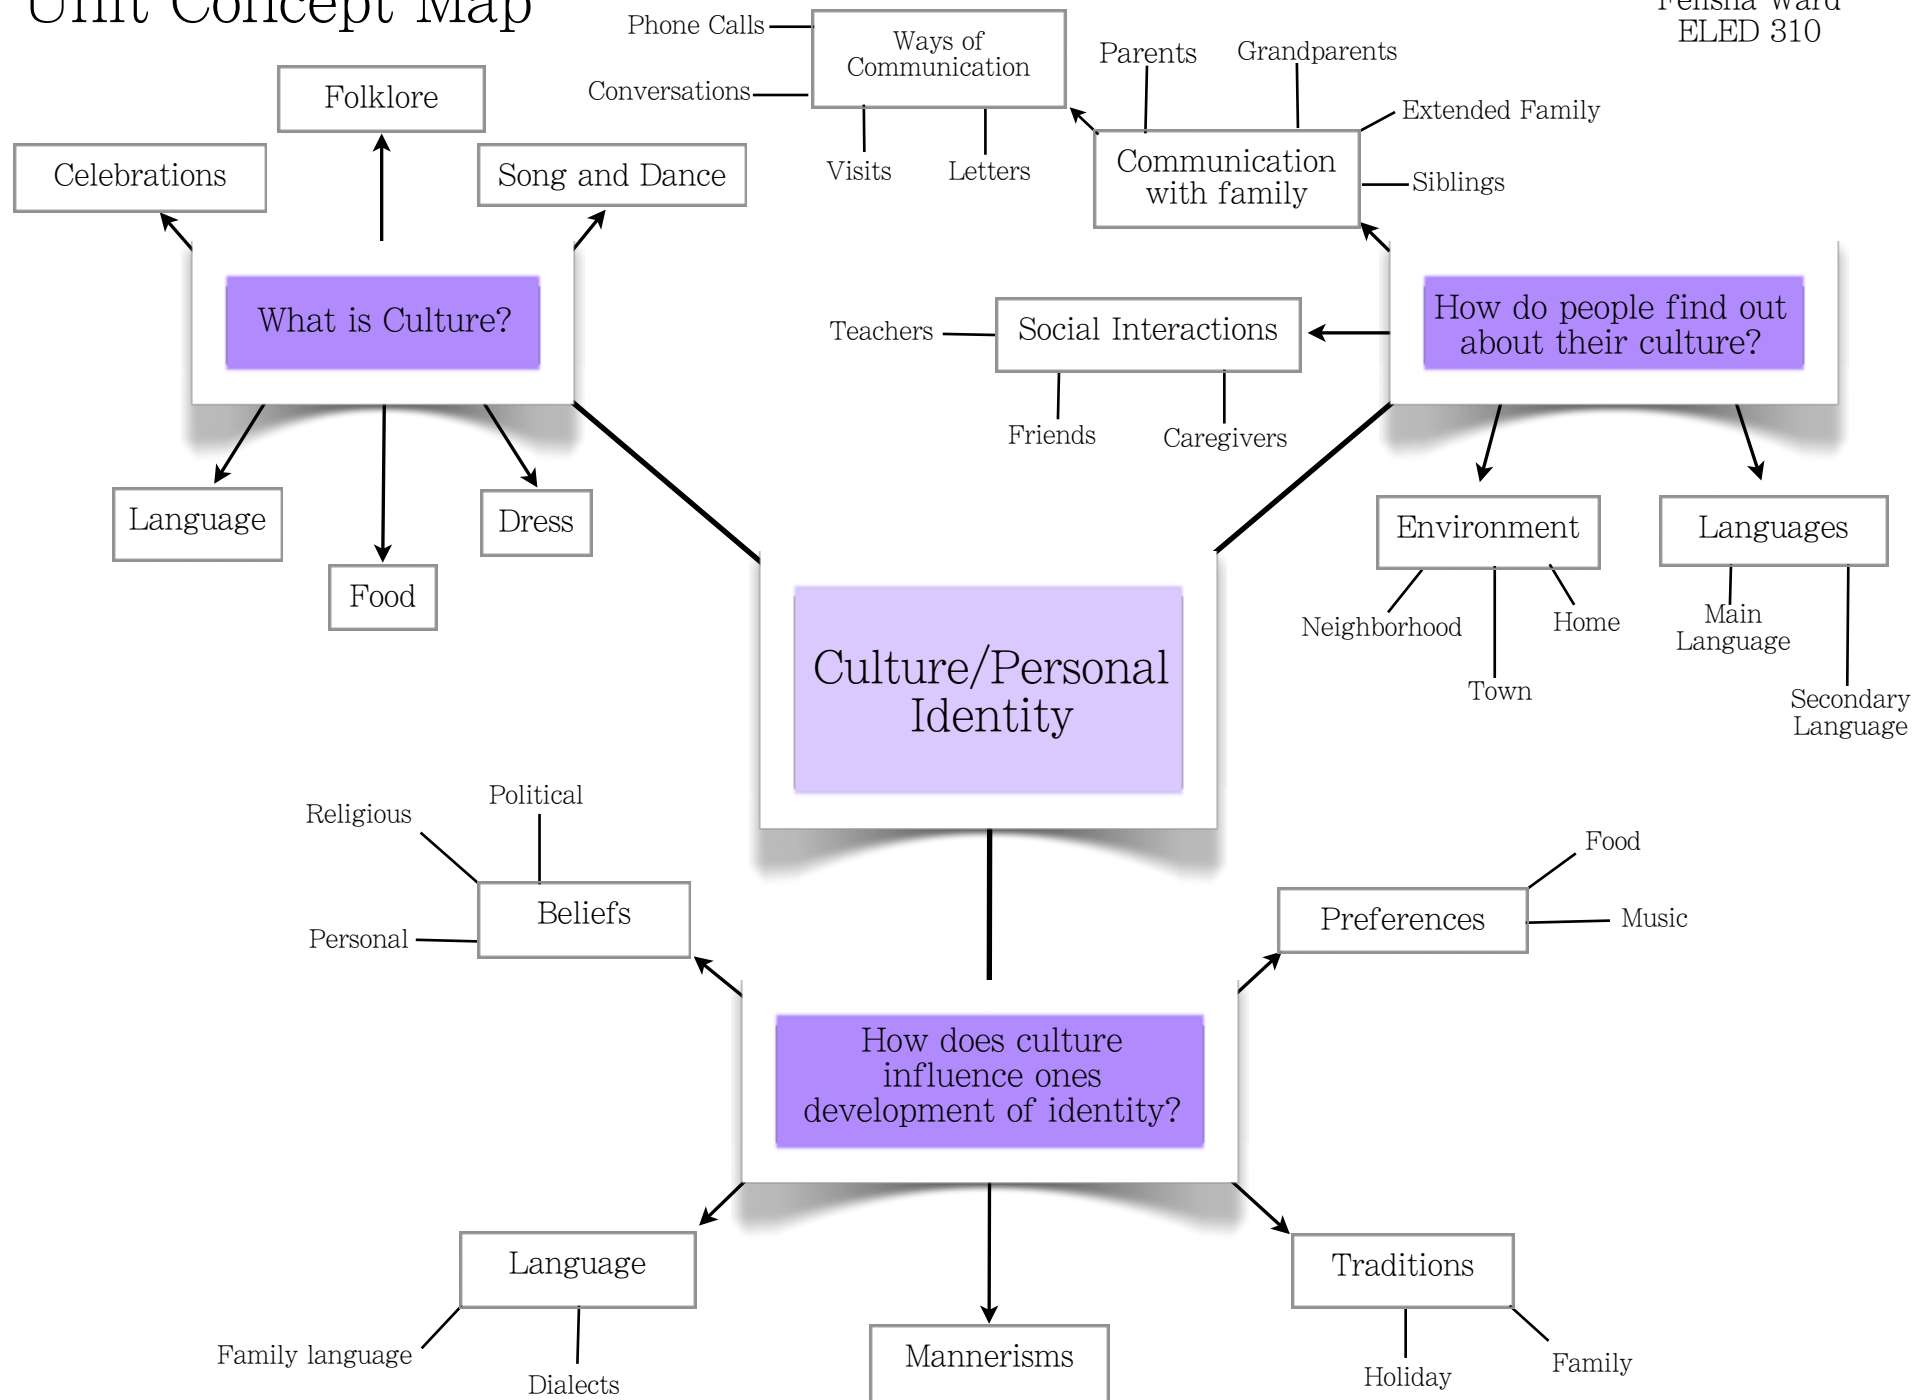 Unit Concept Map
Felisha Ward
ELED 310
Folklore
Celebrations
Song and Dance
What is Culture?
Language
Food
Dress
Phone Calls
Conversations
Ways of
Communication
Visits
Letters
Parents
Grandparents
Extended Family
Siblings
Communication
with family
Teachers
Social Interactions
Friends
Caregivers
How do people find out
about their culture?
Environment
Neighborhood
Town
Home
Languages
Main
Language
Secondary
Language
Culture/Personal
Identity
Religious
Political
Personal
Beliefs
Preferences
Food
Music
How does culture
influence ones
development of identity?
Language
Family language
Dialects
Mannerisms
Traditions
Holiday
Family